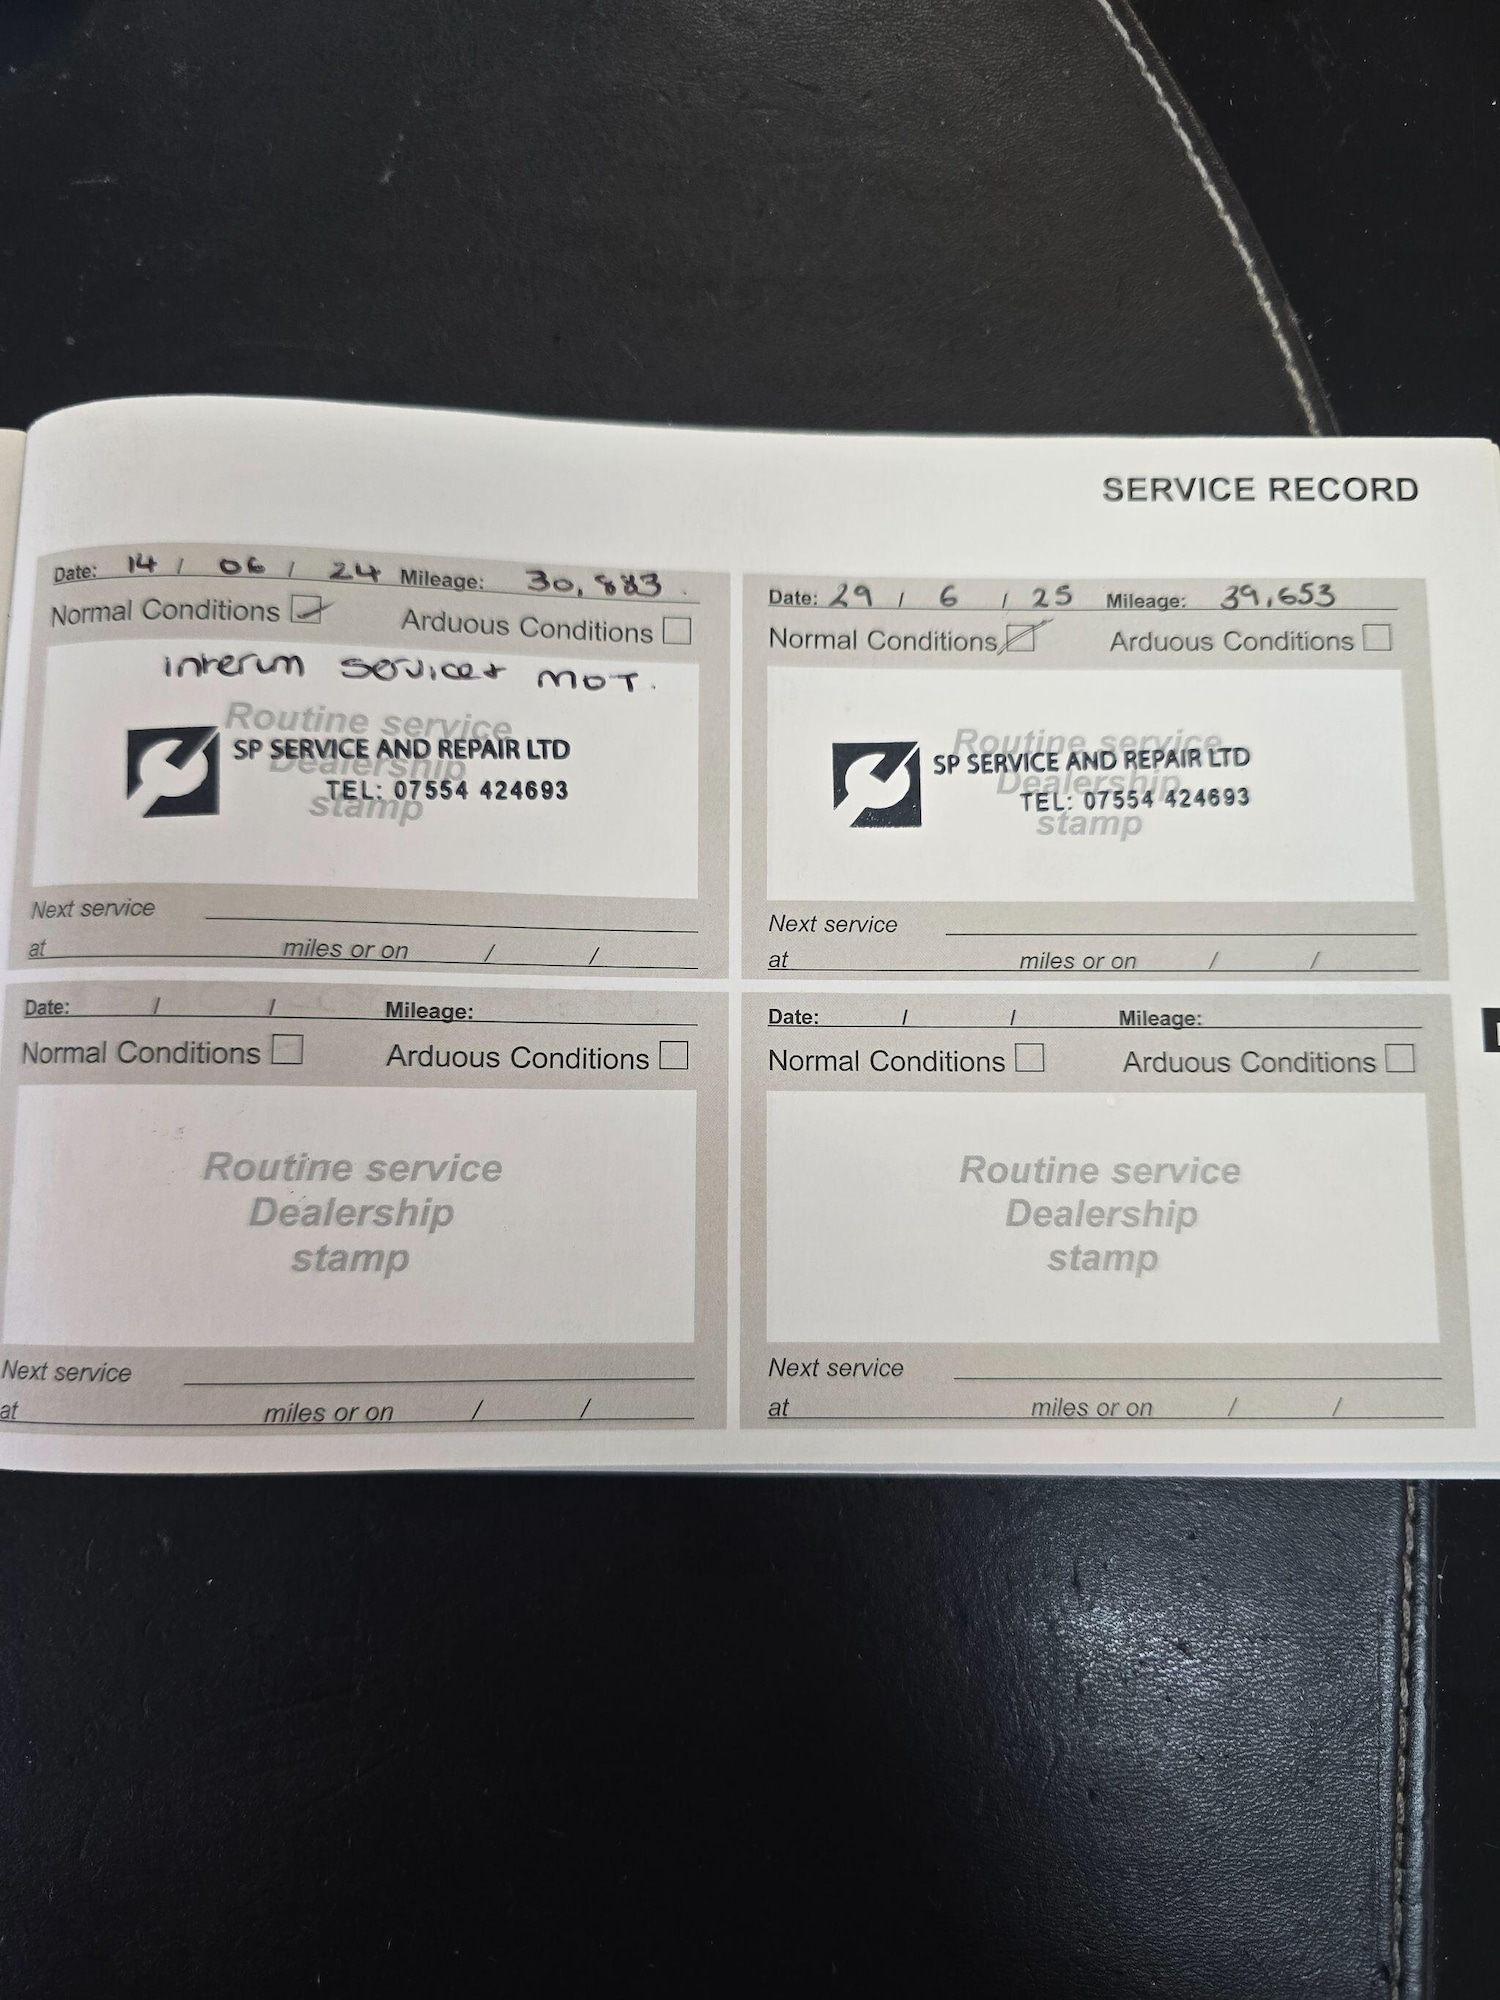 SERVICE RECORD
Date: 14 / 06 / 24 Mileage: 30,883
Normal Conditions Arduous Conditions
interim service + MOT.
Routine service
SP SERVICE AND REPAIR LTD
Dealership
TEL: 07554 424693
stamp
Next service
at miles or on / /
Date: 29 / 6 / 25 Mileage: 39,653
Normal Conditions Arduous Conditions
Routine service
SP SERVICE AND REPAIR LTD
Dealership
TEL: 07554 424693
stamp
Next service
at miles or on / /
Date: / / Mileage:
Normal Conditions Arduous Conditions
Routine service
Dealership
stamp
Next service
at miles or on / /
Date: / / Mileage:
Normal Conditions Arduous Conditions
Routine service
Dealership
stamp
Next service
at miles or on / /